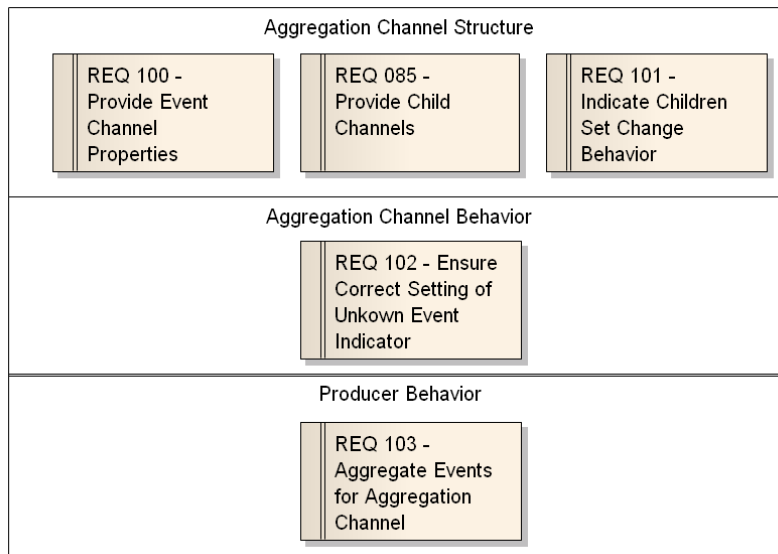 Aggregation Channel Structure
REQ 100 -
Provide Event
Channel
Properties
REQ 085 -
Provide Child
Channels
REQ 101 -
Indicate Children
Set Change
Behavior
Aggregation Channel Behavior
REQ 102 - Ensure
Correct Setting of
Unkown Event
Indicator
Producer Behavior
REQ 103 -
Aggregate Events
for Aggregation
Channel